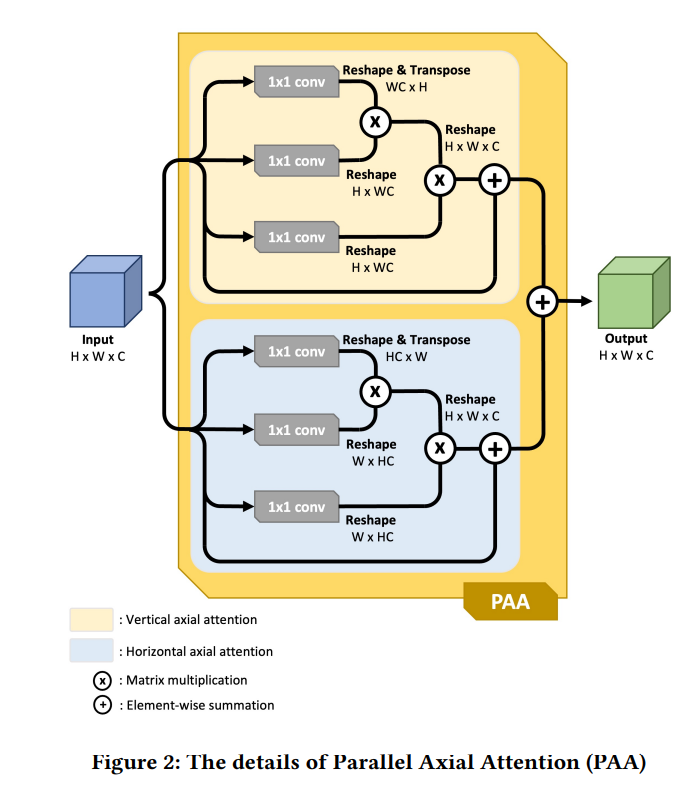 1x1 conv
Reshape & Transpose
WC x H
x
Reshape
H x W x C
1x1 conv
Reshape
H x WC
x
+
1x1 conv
Reshape
H x WC
Input
H x W x C
+
Output
H x W x C
1x1 conv
Reshape & Transpose
HC x W
x
Reshape
H x W x C
1x1 conv
Reshape
W x HC
x
+
1x1 conv
Reshape
W x HC
PAA
: Vertical axial attention
: Horizontal axial attention
x : Matrix multiplication
+ : Element-wise summation
Figure 2: The details of Parallel Axial Attention (PAA)